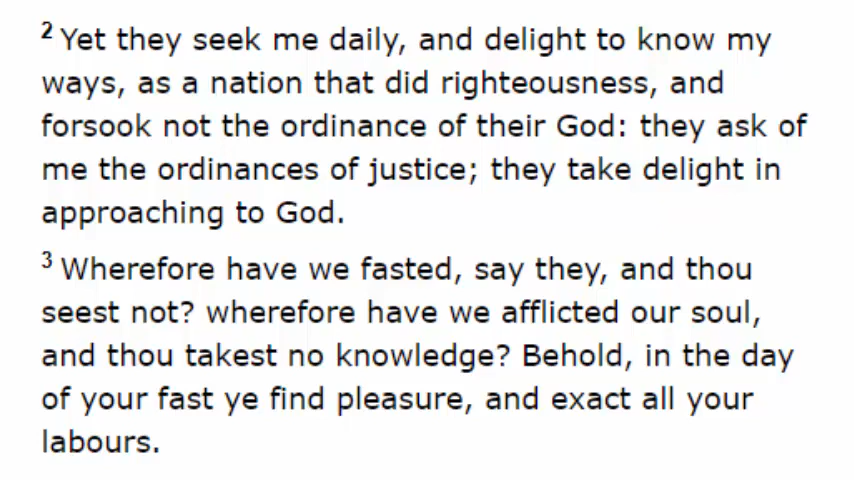 2 Yet they seek me daily, and delight to know my
ways, as a nation that did righteousness, and
forsook not the ordinance of their God: they ask of
me the ordinances of justice; they take delight in
approaching to God.
3 Wherefore have we fasted, say they, and thou
seest not? wherefore have we afflicted our soul,
and thou takest no knowledge? Behold, in the day
of your fast ye find pleasure, and exact all your
labours.